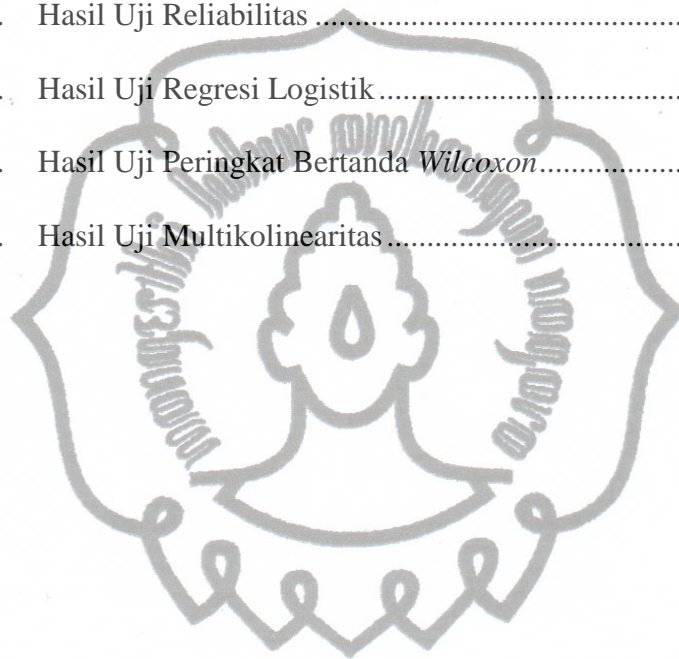 . Hasil Uji Reliabilitas ..........................................................
. Hasil Uji Regresi Logistik ................................................
. Hasil Uji Peringkat Bertanda Wilcoxon .........................
. Hasil Uji Multikolinearitas ..............................................